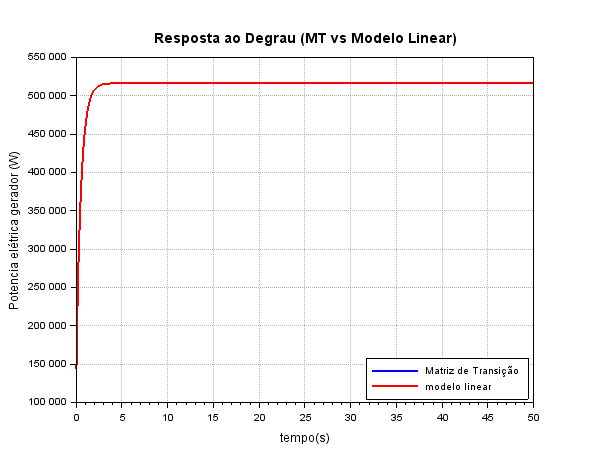 Resposta ao Degrau (MT vs Modelo Linear)
550 000
500 000
450 000
400 000
350 000
300 000
250 000
200 000
150 000
100 000
Potencia elétrica gerador (W)
0 5 10 15 20 25 30 35 40 45 50
tempo(s)
Matriz de Transição
modelo linear